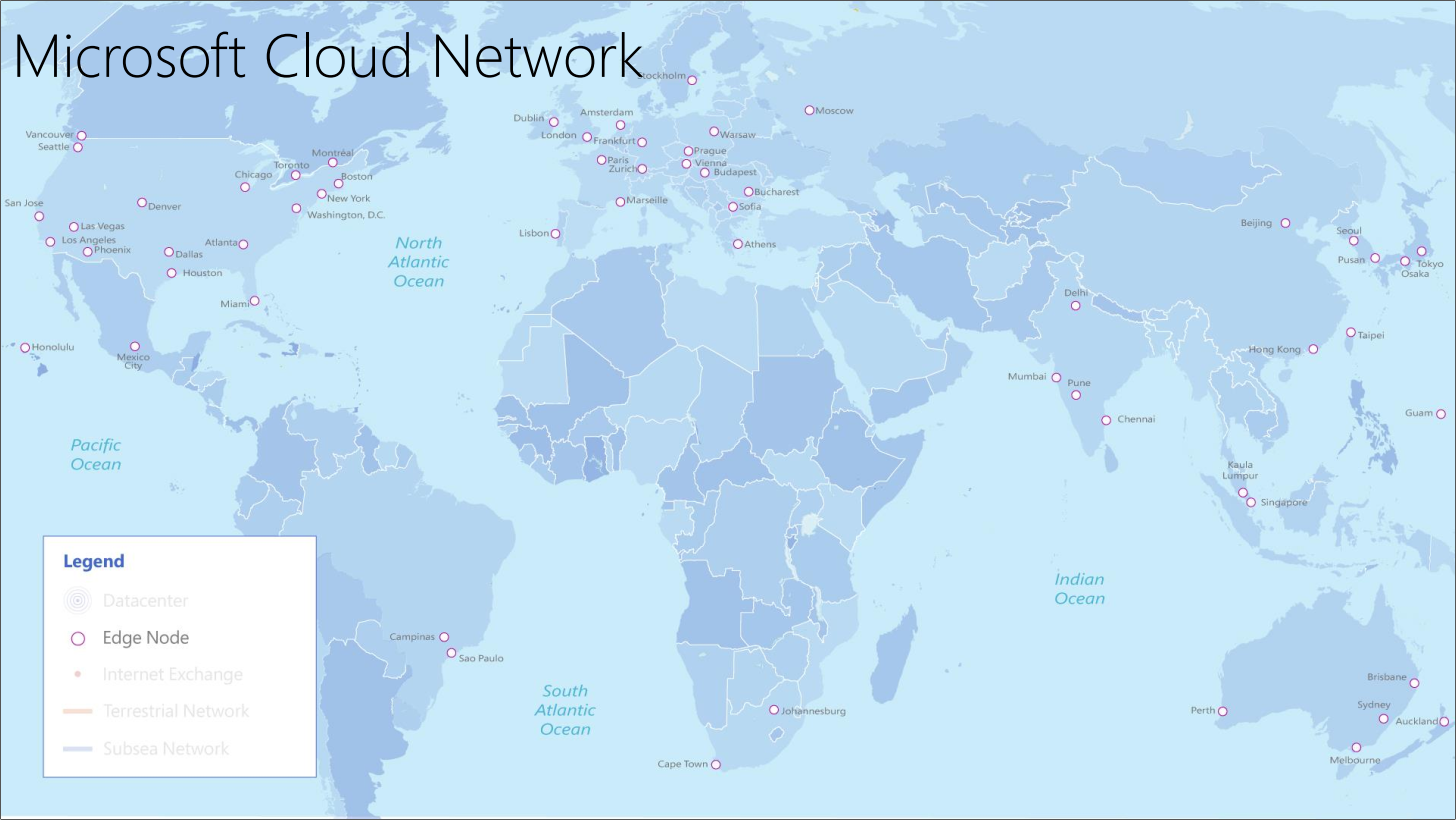 Microsoft Cloud Network
Stockholm
Moscow
Dublin
Amsterdam
London
Frankfurt
Warsaw
Prague
Paris
Vienna
Zurich
Budapest
Bucharest
Marseille
Sofia
Lisbon
Athens
Vancouver
Seattle
Montréal
Toronto
Chicago
Boston
New York
San Jose
Denver
Washington, D.C.
Las Vegas
Los Angeles
Phoenix
Atlanta
Dallas
Houston
Miami
Honolulu
Mexico
City
North
Atlantic
Ocean
Beijing
Seoul
Pusan
Tokyo
Osaka
Delhi
Taipei
Hong Kong
Mumbai
Pune
Chennai
Guam
Kaula
Lumpur
Singapore
Pacific
Ocean
Indian
Ocean
Legend
Datacenter
Edge Node
Internet Exchange
Terrestrial Network
Subsea Network
Campinas
Sao Paulo
South
Atlantic
Ocean
Johannesburg
Cape Town
Brisbane
Perth
Sydney
Auckland
Melbourne